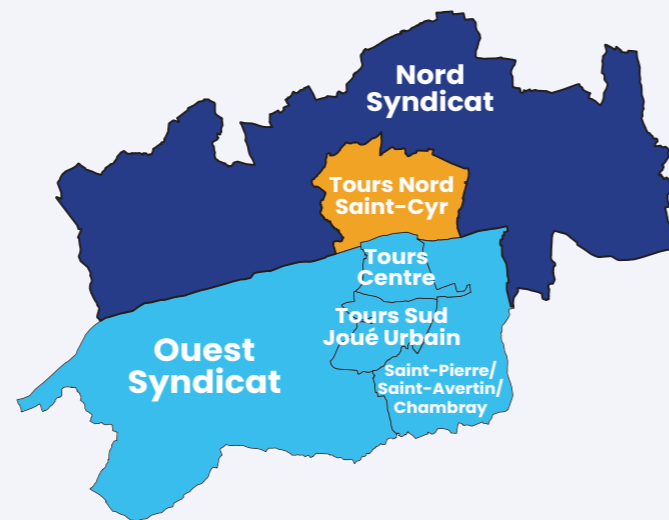 Nord
Syndicat
Tours Nord
Saint-Cyr
Tours
Centre
Tours Sud
Joué Urbain
Ouest
Syndicat
Saint-Pierre/
Saint-Avertin/
Chambray